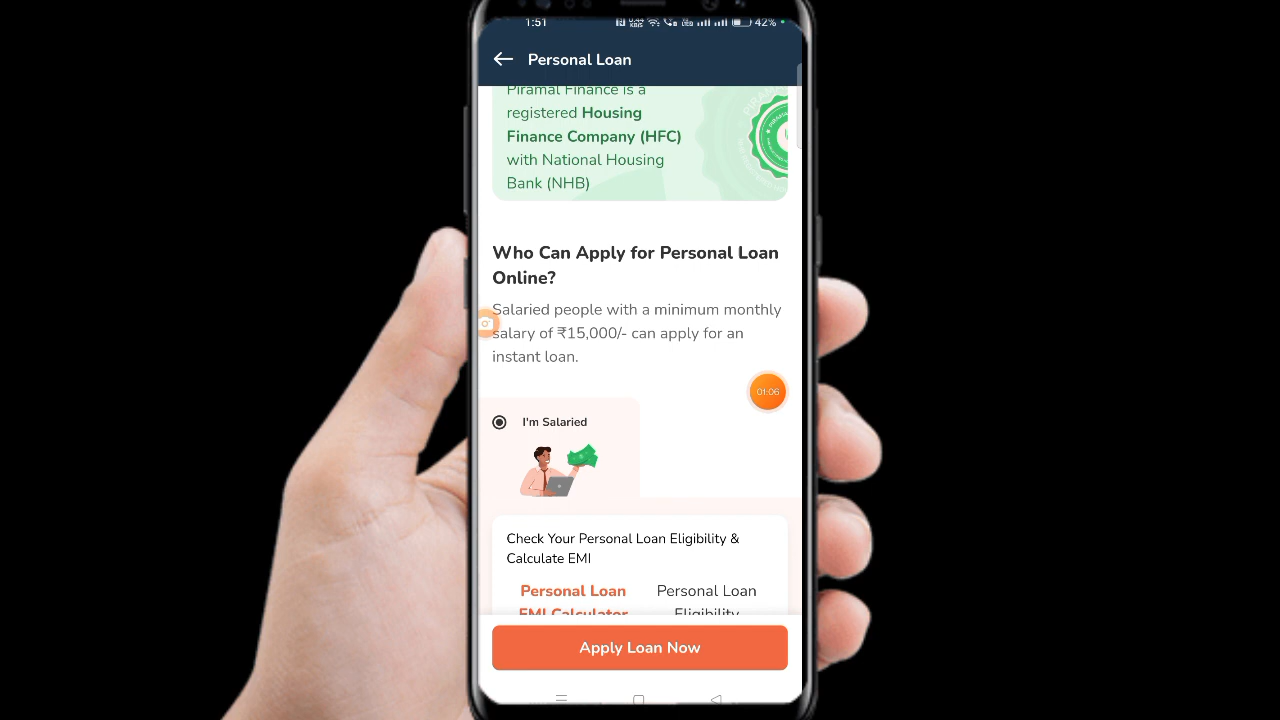 1:51
42%
Personal Loan
Piramal Finance is a
registered Housing
Finance Company (HFC)
with National Housing
Bank (NHB)
Who Can Apply for Personal Loan
Online?
Salaried people with a minimum monthly
salary of ₹15,000/- can apply for an
instant loan.
01:06
I'm Salaried
Check Your Personal Loan Eligibility &
Calculate EMI
Personal Loan
EMI Calculator
Personal Loan
Eligibility
Apply Loan Now